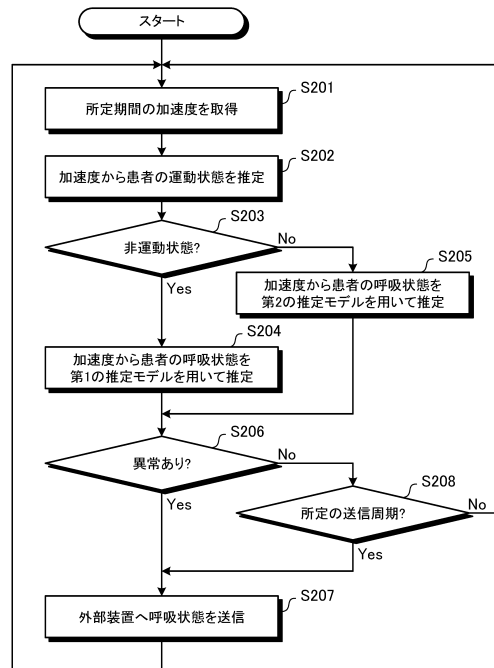 スタート
S201
所定期間の加速度を取得
S202
加速度から患者の運動状態を推定
S203
非運動状態?
No
Yes
S205
加速度から患者の呼吸状態を
第2の推定モデルを用いて推定
S204
加速度から患者の呼吸状態を
第1の推定モデルを用いて推定
S206
異常あり?
No
Yes
S208
所定の送信周期?
No
Yes
S207
外部装置へ呼吸状態を送信